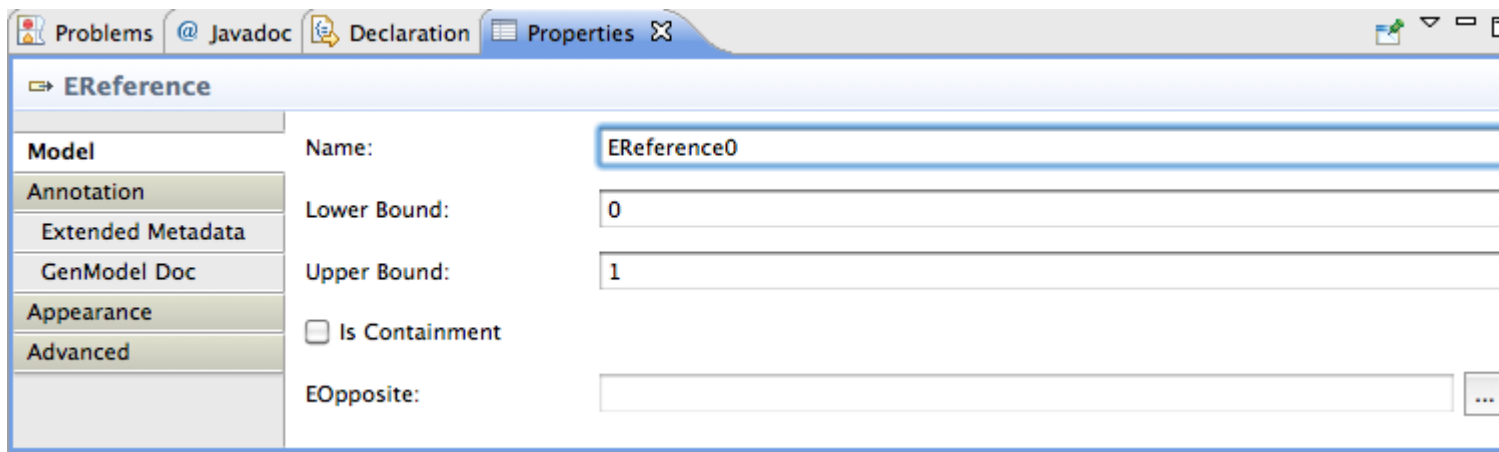 Problems @ Javadoc Declaration Properties
EReference
Model
Annotation
Extended Metadata
GenModel Doc
Appearance
Advanced
Name: EReference0
Lower Bound: 0
Upper Bound: 1
Is Containment
EOpposite: ...